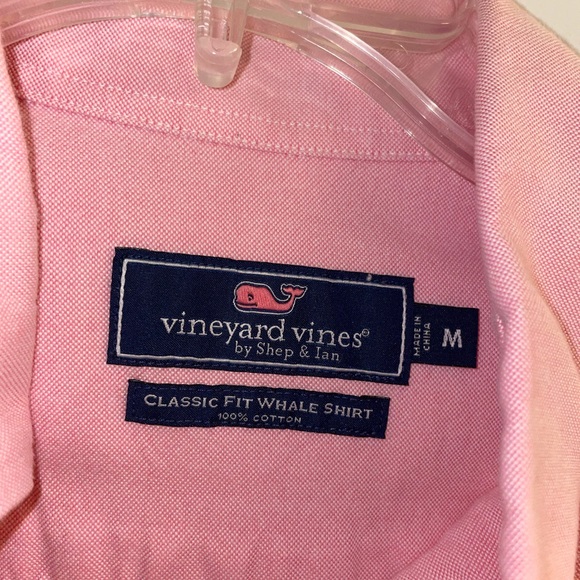 vineyard vines®
by Shep & Ian
MADE IN
CHINA
M
CLASSIC FIT WHALE SHIRT
100% COTTON